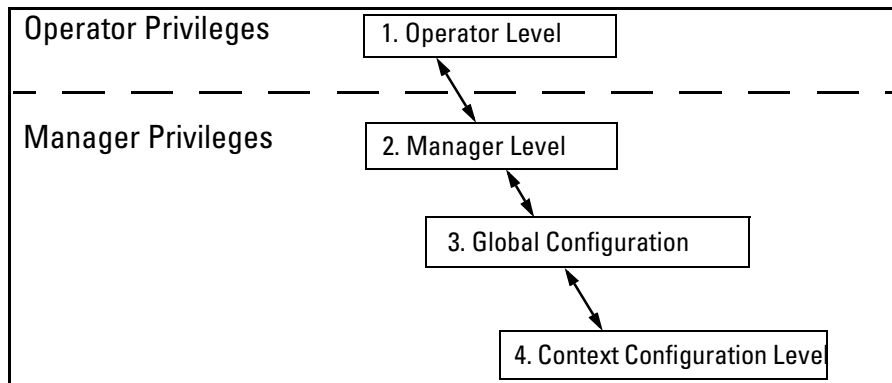 Operator Privileges
1. Operator Level
Manager Privileges
2. Manager Level
3. Global Configuration
4. Context Configuration Level